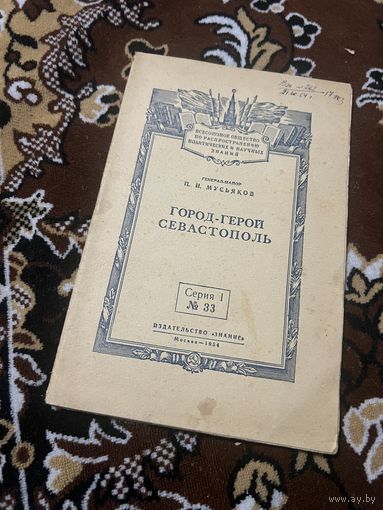 ВСЕСОЮЗНОЕ ОБЩЕСТВО
ПО РАСПРОСТРАНЕНИЮ
ПОЛИТИЧЕСКИХ И НАУЧНЫХ
ЗНАНИЙ
ГЕНЕРАЛ-МАЙОР
П. И. МУСЬЯКОВ
ГОРОД-ГЕРОЙ
СЕВАСТОПОЛЬ
Серия I
№ 33
ИЗДАТЕЛЬСТВО «ЗНАНИЕ»
Москва — 1954
www.ay.by